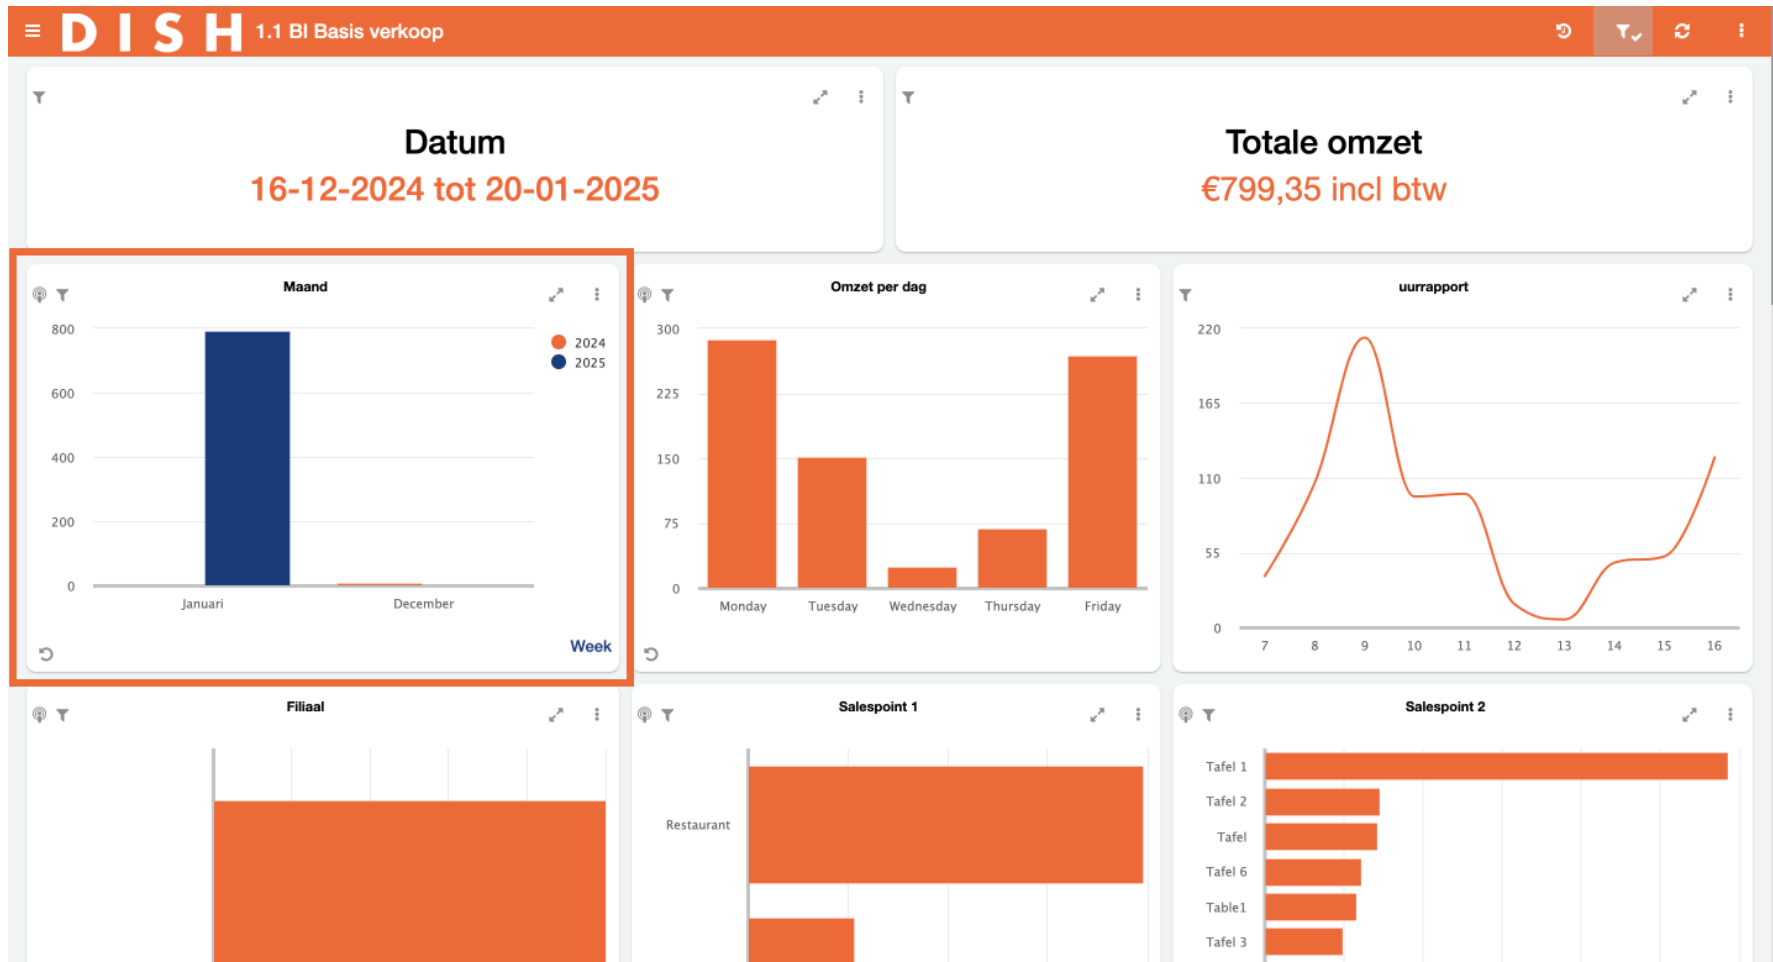 DISH 1.1 BI Basis verkoop
Datum
16-12-2024 tot 20-01-2025
Totale omzet
€799,35 incl btw
Maand
800
600
400
200
0
Januari December
2024
2025
Week
Omzet per dag
300
225
150
75
0
Monday Tuesday Wednesday Thursday Friday
uurrapport
220
165
110
55
0
7 8 9 10 11 12 13 14 15 16
Filiaal
Salespoint 1
Restaurant
Salespoint 2
Tafel 1
Tafel 2
Tafel
Tafel 6
Table1
Tafel 3